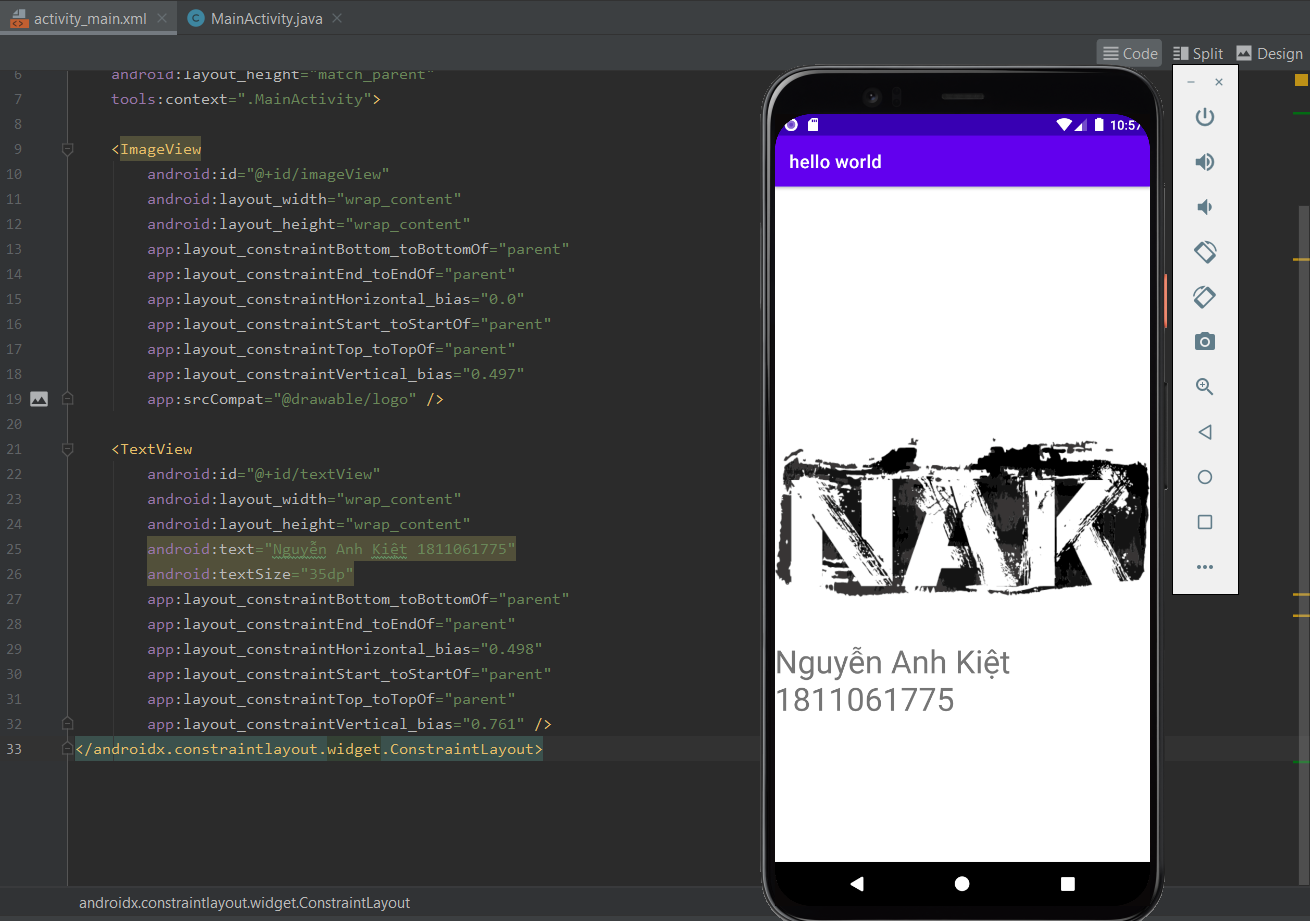 activity_main.xml
MainActivity.java
Code
Split
Design
6 android:layout_height="match_parent"
7 tools:context=".MainActivity">
8
9 <ImageView
10 android:id="@+id/imageView"
11 android:layout_width="wrap_content"
12 android:layout_height="wrap_content"
13 app:layout_constraintBottom_toBottomOf="parent"
14 app:layout_constraintEnd_toEndOf="parent"
15 app:layout_constraintHorizontal_bias="0.0"
16 app:layout_constraintStart_toStartOf="parent"
17 app:layout_constraintTop_toTopOf="parent"
18 app:layout_constraintVertical_bias="0.497"
19 app:srcCompat="@drawable/logo" />
20
21 <TextView
22 android:id="@+id/textView"
23 android:layout_width="wrap_content"
24 android:layout_height="wrap_content"
25 android:text="Nguyễn Anh Kiệt 1811061775"
26 android:textSize="35dp"
27 app:layout_constraintBottom_toBottomOf="parent"
28 app:layout_constraintEnd_toEndOf="parent"
29 app:layout_constraintHorizontal_bias="0.498"
30 app:layout_constraintStart_toStartOf="parent"
31 app:layout_constraintTop_toTopOf="parent"
32 app:layout_constraintVertical_bias="0.761" />
33 </androidx.constraintlayout.widget.ConstraintLayout>
androidx.constraintlayout.widget.ConstraintLayout
10:57
hello world
NAK
Nguyễn Anh Kiệt
1811061775